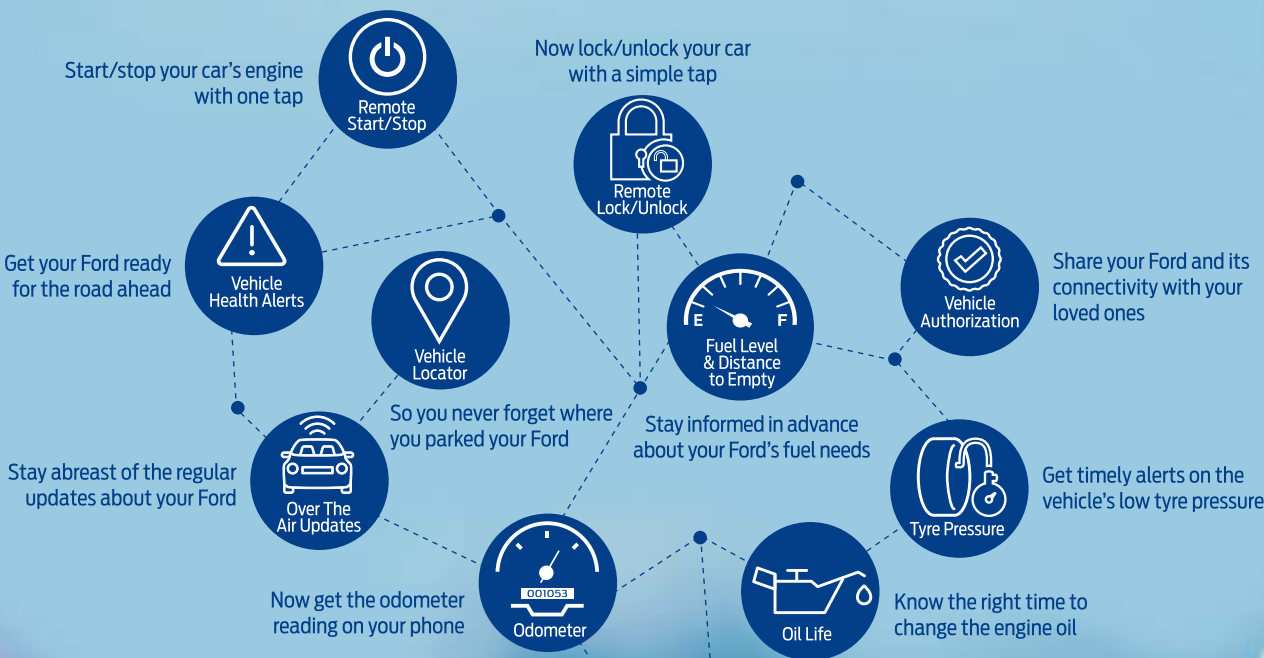 Start/stop your car's engine
with one tap
Remote
Start/Stop
Now lock/unlock your car
with a simple tap
Remote
Lock/Unlock
Get your Ford ready
for the road ahead
Vehicle
Health Alerts
Vehicle
Locator
So you never forget where
you parked your Ford
E F
Fuel Level
& Distance
to Empty
Stay informed in advance
about your Ford's fuel needs
Vehicle
Authorization
Share your Ford and its
connectivity with your
loved ones
Stay abreast of the regular
updates about your Ford
Over The
Air Updates
Tyre Pressure
Get timely alerts on the
vehicle's low tyre pressure
Now get the odometer
reading on your phone
001053
Odometer
Oil Life
Know the right time to
change the engine oil